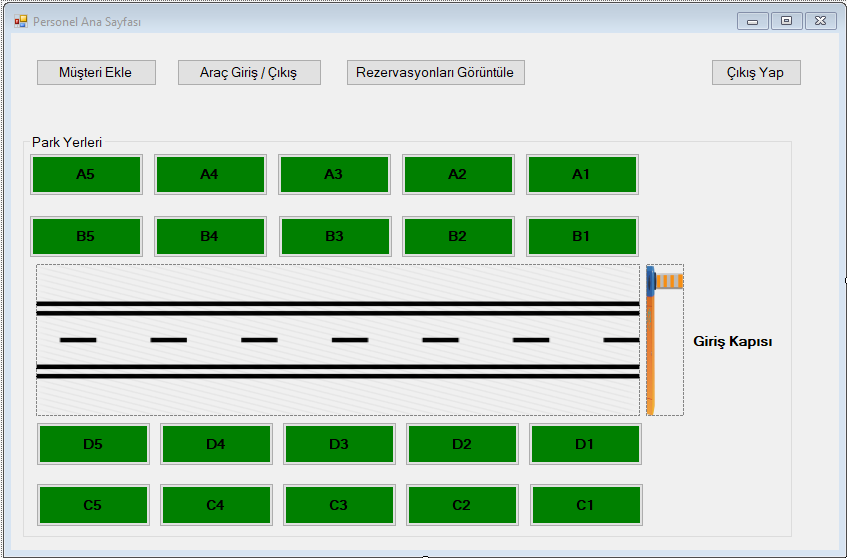 Personel Ana Sayfası
Müşteri Ekle Araç Giriş / Çıkış Rezervasyonları Görüntüle Çıkış Yap
Park Yerleri
A5 A4 A3 A2 A1
B5 B4 B3 B2 B1
Giriş Kapısı
D5 D4 D3 D2 D1
C5 C4 C3 C2 C1